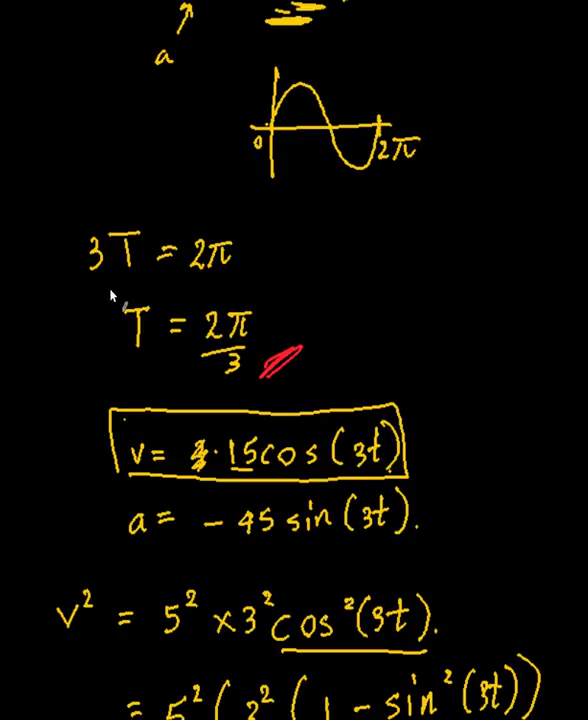 a
0 2π
3T = 2π
T = 2π/3
v = 15cos(3t)
a = - 45 sin(3t).
v² = 5² x3² cos²(3t).
= 5²(3²(1 - sin²(3t))